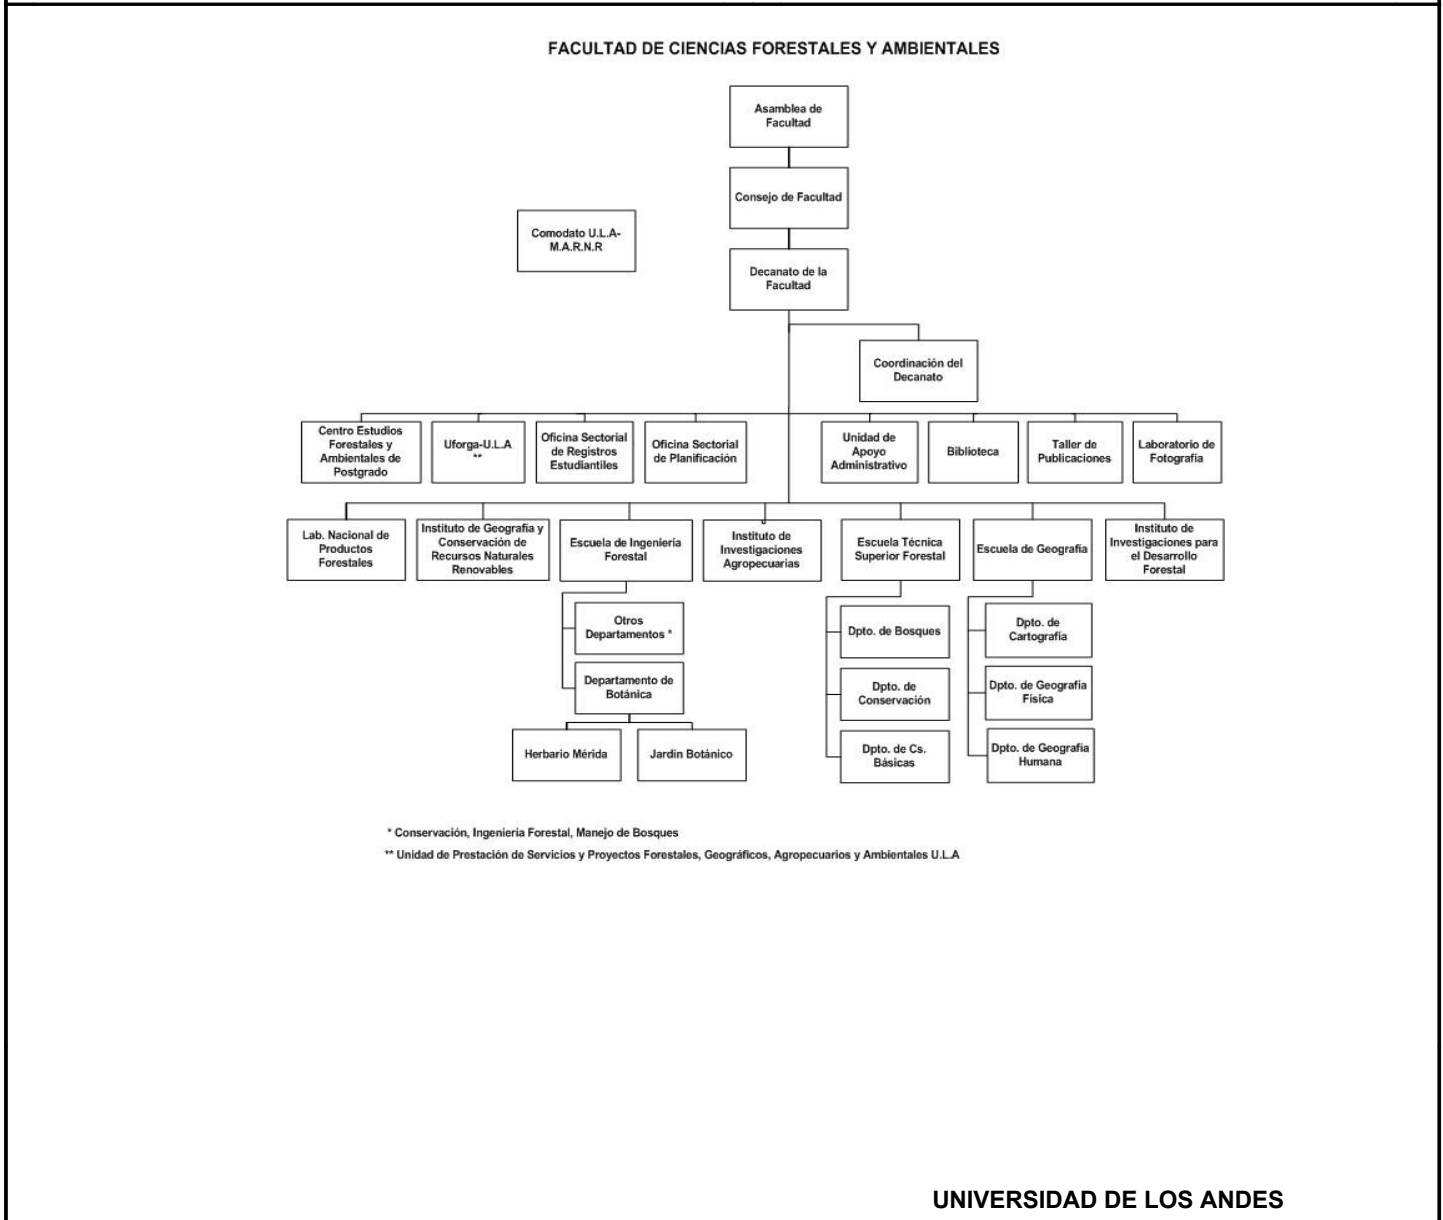 FACULTAD DE CIENCIAS FORESTALES Y AMBIENTALES
Asamblea de
Facultad
Consejo de Facultad
Comodato U.L.A-
M.A.R.N.R
Decanato de la
Facultad
Coordinación del
Decanato
Centro Estudios
Forestales y
Ambientales de
Postgrado
Uforga-U.L.A
**
Oficina Sectorial
de Registros
Estudiantiles
Oficina Sectorial
de Planificación
Unidad de
Apoyo
Administrativo
Biblioteca
Taller de
Publicaciones
Laboratorio de
Fotografía
Lab. Nacional de
Productos
Forestales
Instituto de Geografía y
Conservación de
Recursos Naturales
Renovables
Escuela de Ingeniería
Forestal
Instituto de
Investigaciones
Agropecuarias
Escuela Técnica
Superior Forestal
Escuela de Geografía
Instituto de
Investigaciones para
el Desarrollo
Forestal
Otros
Departamentos *
Departamento de
Botánica
Herbario Mérida
Jardín Botánico
Dpto. de Bosques
Dpto. de
Conservación
Dpto. de Cs.
Básicas
Dpto. de
Cartografía
Dpto. de Geografía
Física
Dpto. de Geografía
Humana
* Conservación, Ingeniería Forestal, Manejo de Bosques
** Unidad de Prestación de Servicios y Proyectos Forestales, Geográficos, Agropecuarios y Ambientales U.L.A
UNIVERSIDAD DE LOS ANDES